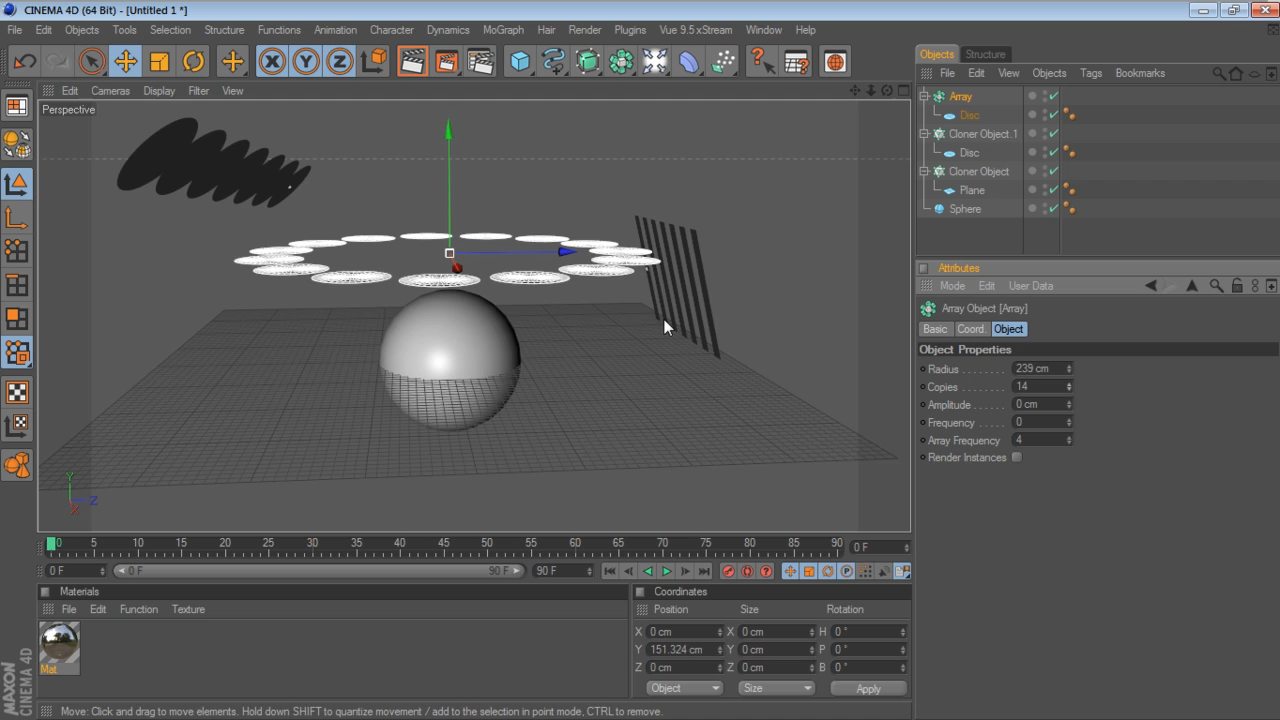 CINEMA 4D (64 Bit) - [Untitled 1 *]
File Edit Objects Tools Selection Structure Functions Animation Character Dynamics MoGraph Hair Render Plugins Vue 9.5 xStream Window Help
X Y Z
Edit Cameras Display Filter View
Perspective
Y
Z
X
Objects Structure
File Edit View Objects Tags Bookmarks
Array
Disc
Cloner Object.1
Disc
Cloner Object
Plane
Sphere
Attributes
Mode Edit User Data
Array Object [Array]
Basic Coord. Object
Object Properties
Radius 239 cm
Copies 14
Amplitude 0 cm
Frequency 0
Array Frequency 4
Render Instances
0 5 10 15 20 25 30 35 40 45 50 55 60 65 70 75 80 85 90 0 F
0 F 0 F 90 F 90 F
Materials
File Edit Function Texture
Mat
Coordinates
Position Size Rotation
X 0 cm X 0 cm H 0 °
Y 151.324 cm Y 0 cm P 0 °
Z 0 cm Z 0 cm B 0 °
Object Size Apply
MAXON
CINEMA 4D
Move: Click and drag to move elements. Hold down SHIFT to quantize movement / add to the selection in point mode, CTRL to remove.